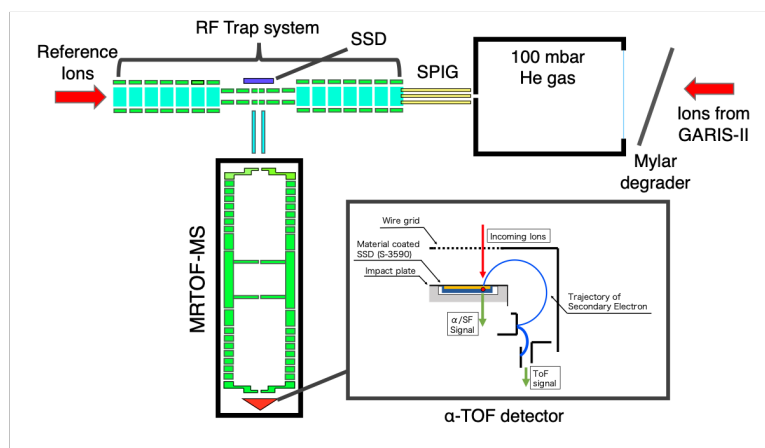 RF Trap system
Reference
Ions
SSD
SPIG
100 mbar
He gas
Ions from
GARIS-II
Mylar
degrader
MRTOF-MS
Wire grid
Incoming Ions
Material coated
SSD (S-3590)
Impact plate
α/SF
Signal
Trajectory of
Secondary Electron
ToF
signal
α-TOF detector